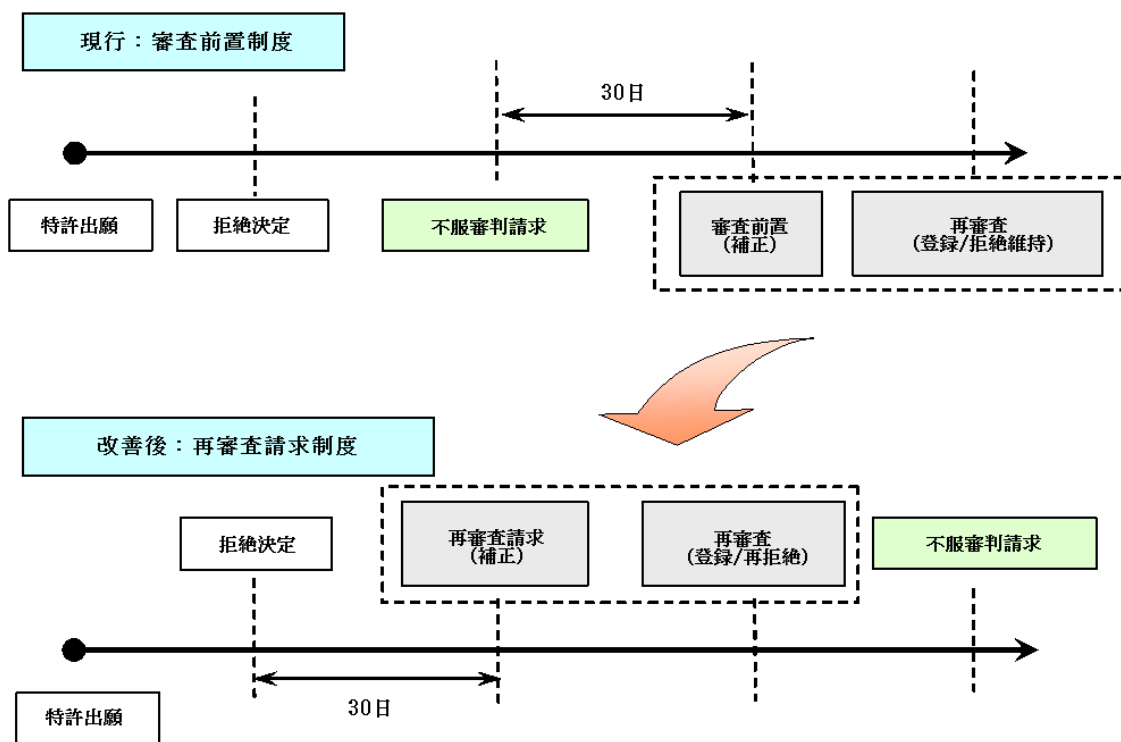 現行：審査前置制度
30日
特許出願
拒絶決定
不服審判請求
審査前置
(補正)
再審査
(登録/拒絶維持)
改善後：再審査請求制度
拒絶決定
再審査請求
(補正)
再審査
(登録/再拒絶)
不服審判請求
30日
特許出願